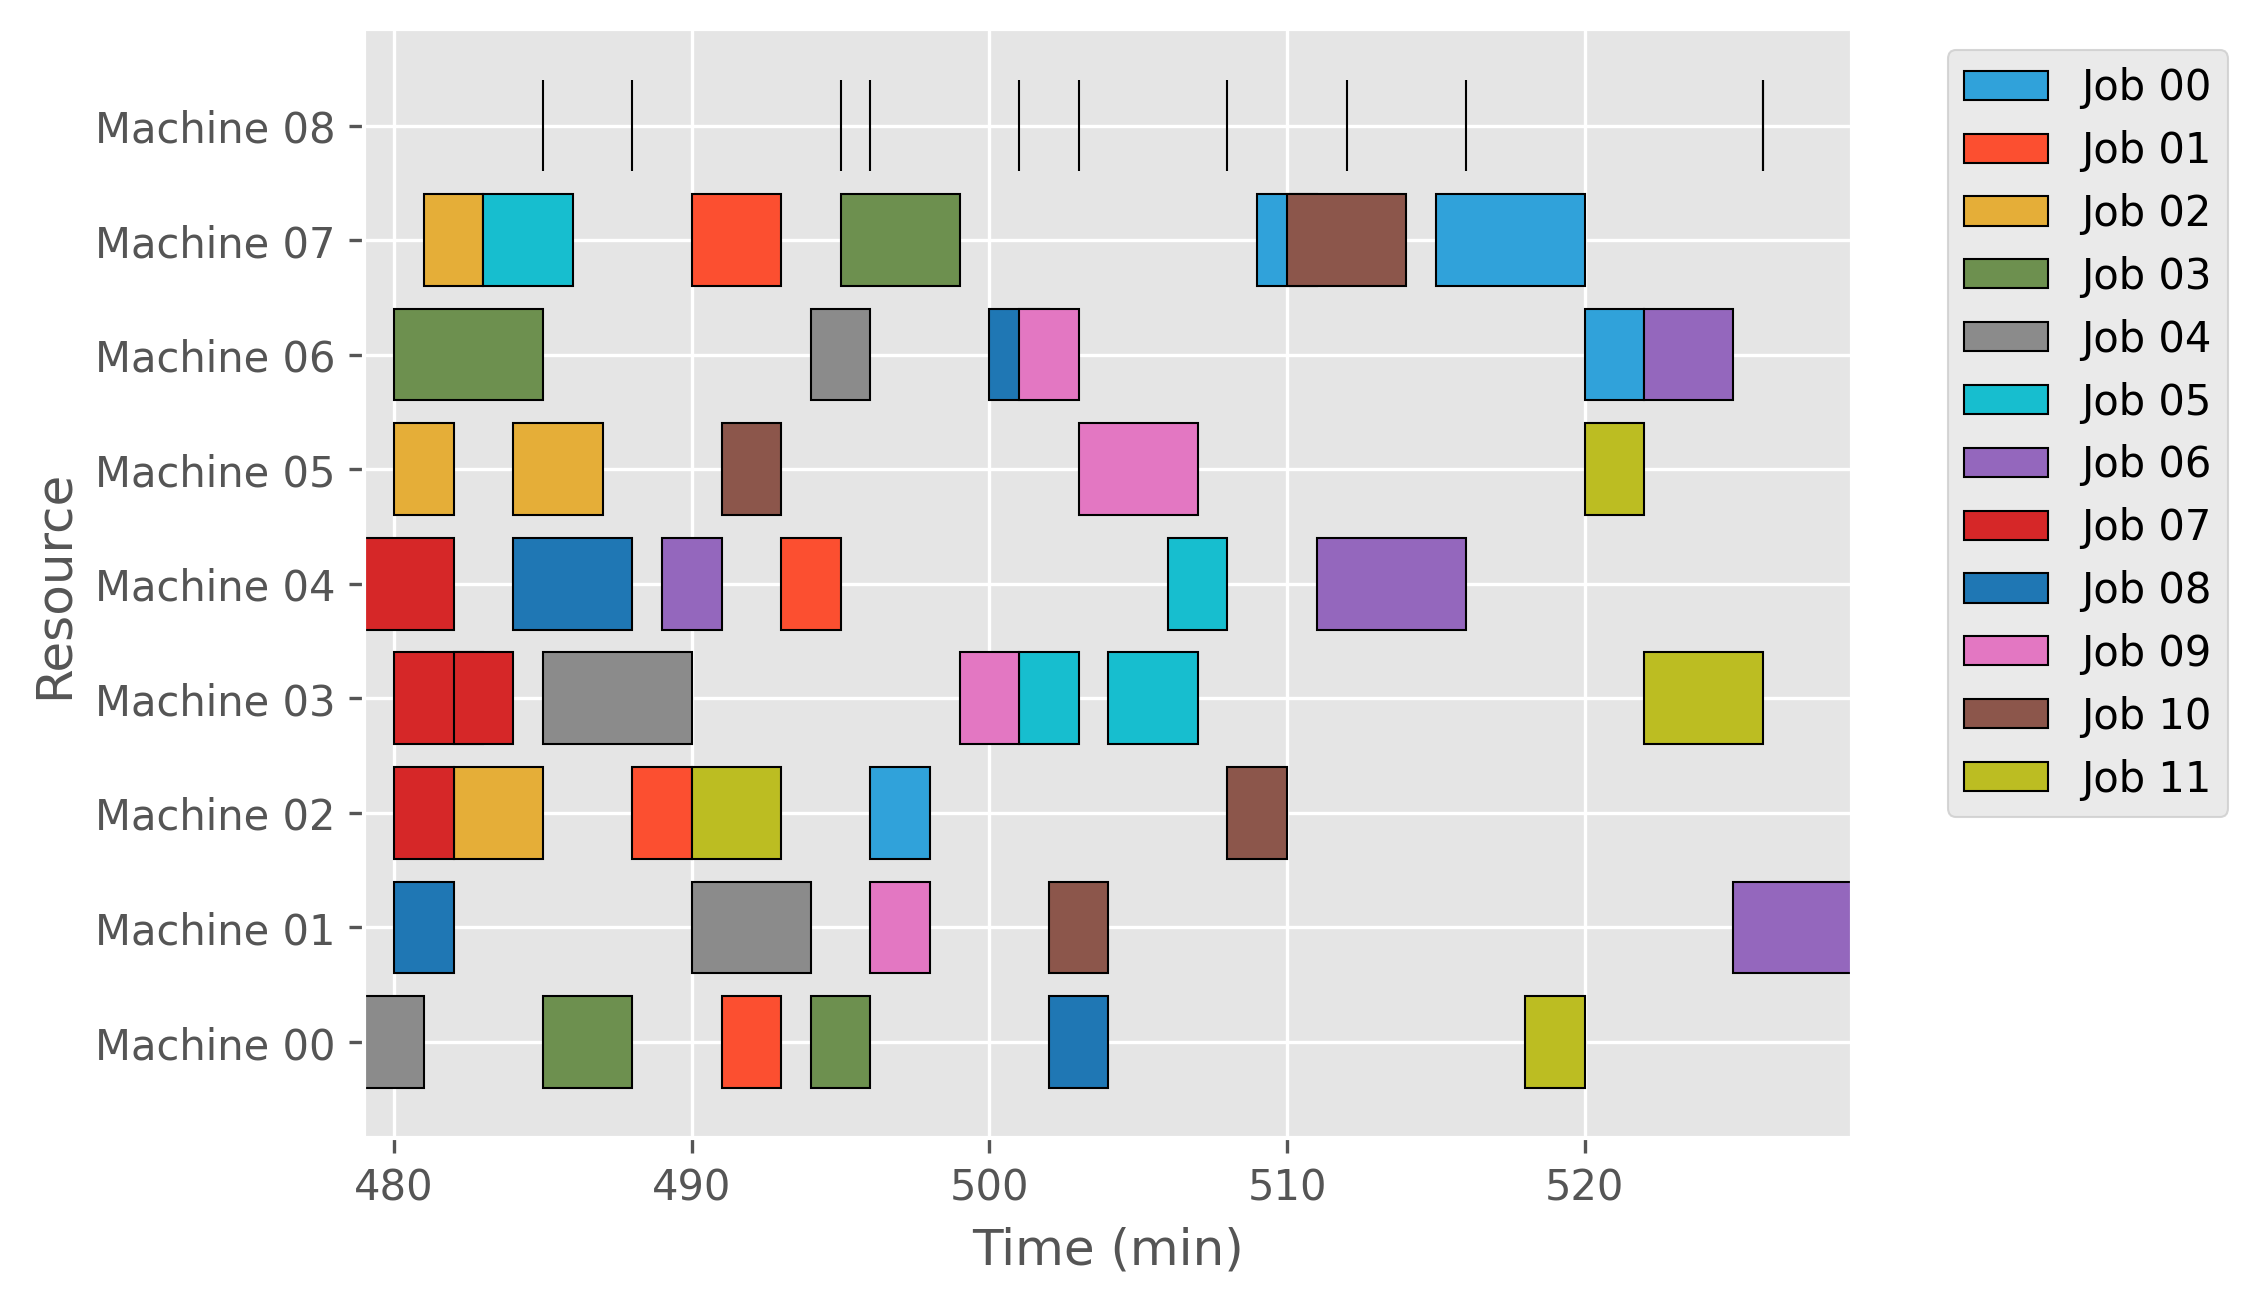 Machine 08
Machine 07
Machine 06
Machine 05
Machine 04
Machine 03
Machine 02
Machine 01
Machine 00
Resource
480 490 500 510 520
Time (min)
Job 00
Job 01
Job 02
Job 03
Job 04
Job 05
Job 06
Job 07
Job 08
Job 09
Job 10
Job 11